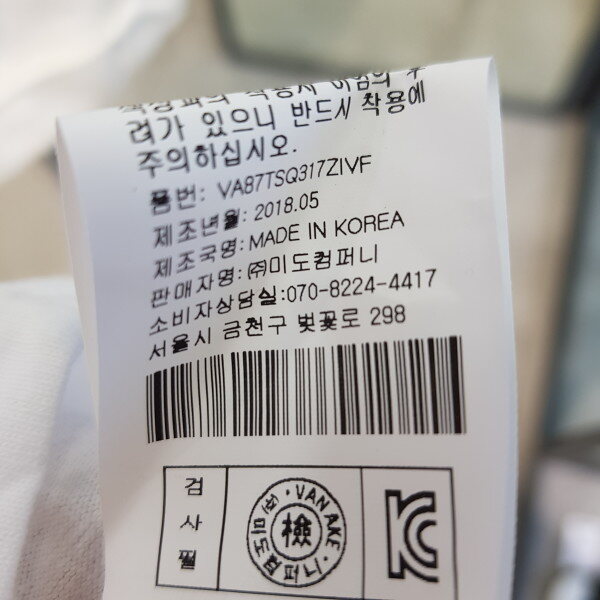 려가 있으니 반드시 착용에
주의하십시오.
품번: VA87TSQ317ZIVF
제조년월: 2018.05
제조국명: MADE IN KOREA
판매자명: ㈜미도컴퍼니
소비자상담실:070-8224-4417
서울시 금천구 벚꽃로 298
검
사
필
VAN AKE
㈜미도컴퍼니
檢